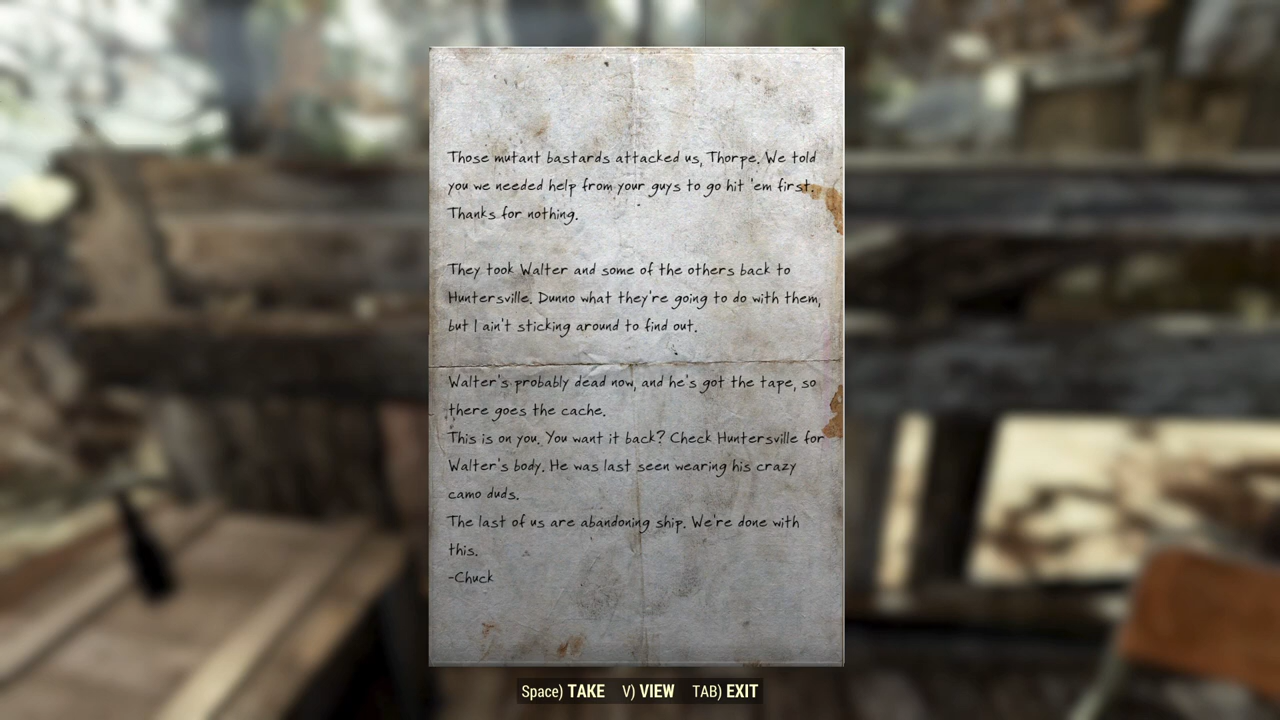 Those mutant bastards attacked us, Thorpe. We told
you we needed help from your guys to go hit 'em first.
Thanks for nothing.
They took Walter and some of the others back to
Huntersville. Dunno what they're going to do with them,
but I ain't sticking around to find out.
Walter's probably dead now, and he's got the tape, so
there goes the cache.
This is on you. You want it back? Check Huntersville for
Walter's body. He was last seen wearing his crazy
camo duds.
The last of us are abandoning ship. We're done with
this.
-Chuck
Space) TAKE V) VIEW TAB) EXIT